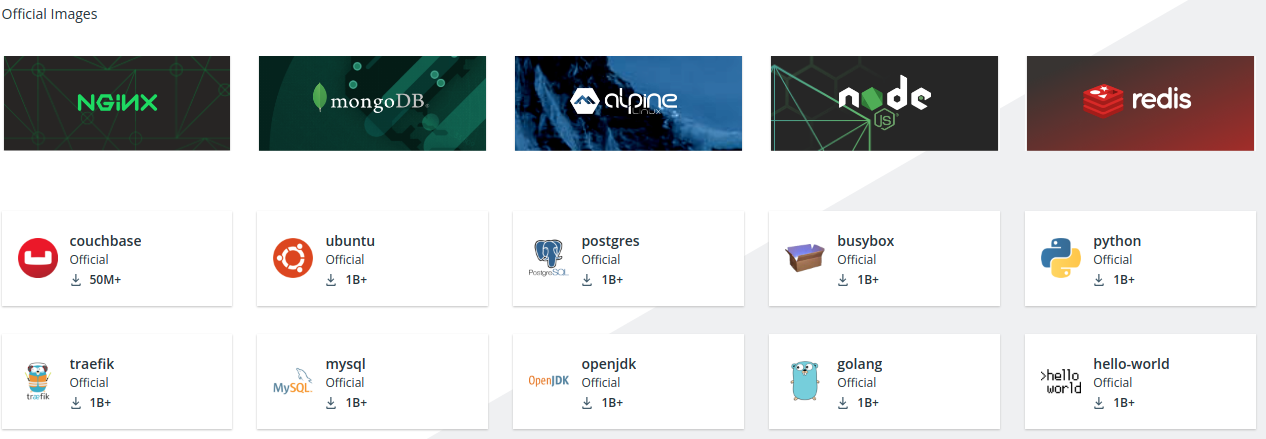 Official Images
NGINX
mongoDB®
alpine
LINUX
node
JS®
redis
couchbase
Official
50M+
ubuntu
Official
1B+
PostgreSQL
postgres
Official
1B+
busybox
Official
1B+
python
Official
1B+
træfik
traefik
Official
1B+
MySQL
mysql
Official
1B+
OpenJDK
openjdk
Official
1B+
golang
Official
1B+
>hello
world
hello-world
Official
1B+